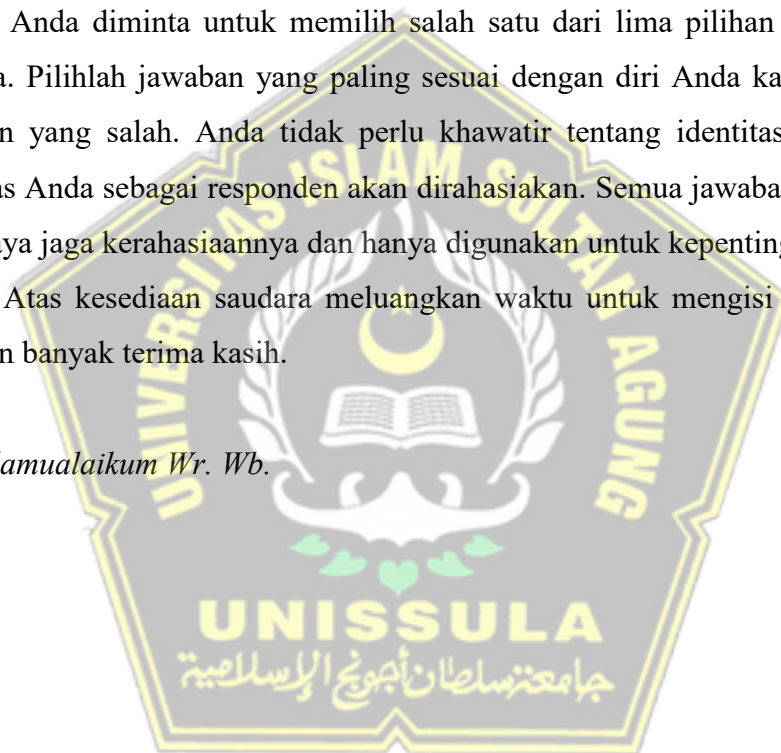 Anda diminta untuk memilih salah satu dari lima pilihan
a. Pilihlah jawaban yang paling sesuai dengan diri Anda ka
n yang salah. Anda tidak perlu khawatir tentang identitas
as Anda sebagai responden akan dirahasiakan. Semua jawaba
aya jaga kerahasiaannya dan hanya digunakan untuk kepenting
Atas kesediaan saudara meluangkan waktu untuk mengisi
n banyak terima kasih.
UNIVERSITAS ISLAM SULTAN AGUNG
lamualaikum Wr. Wb.
UNISSULA
جامعة سلطان أجونج الإسلامية